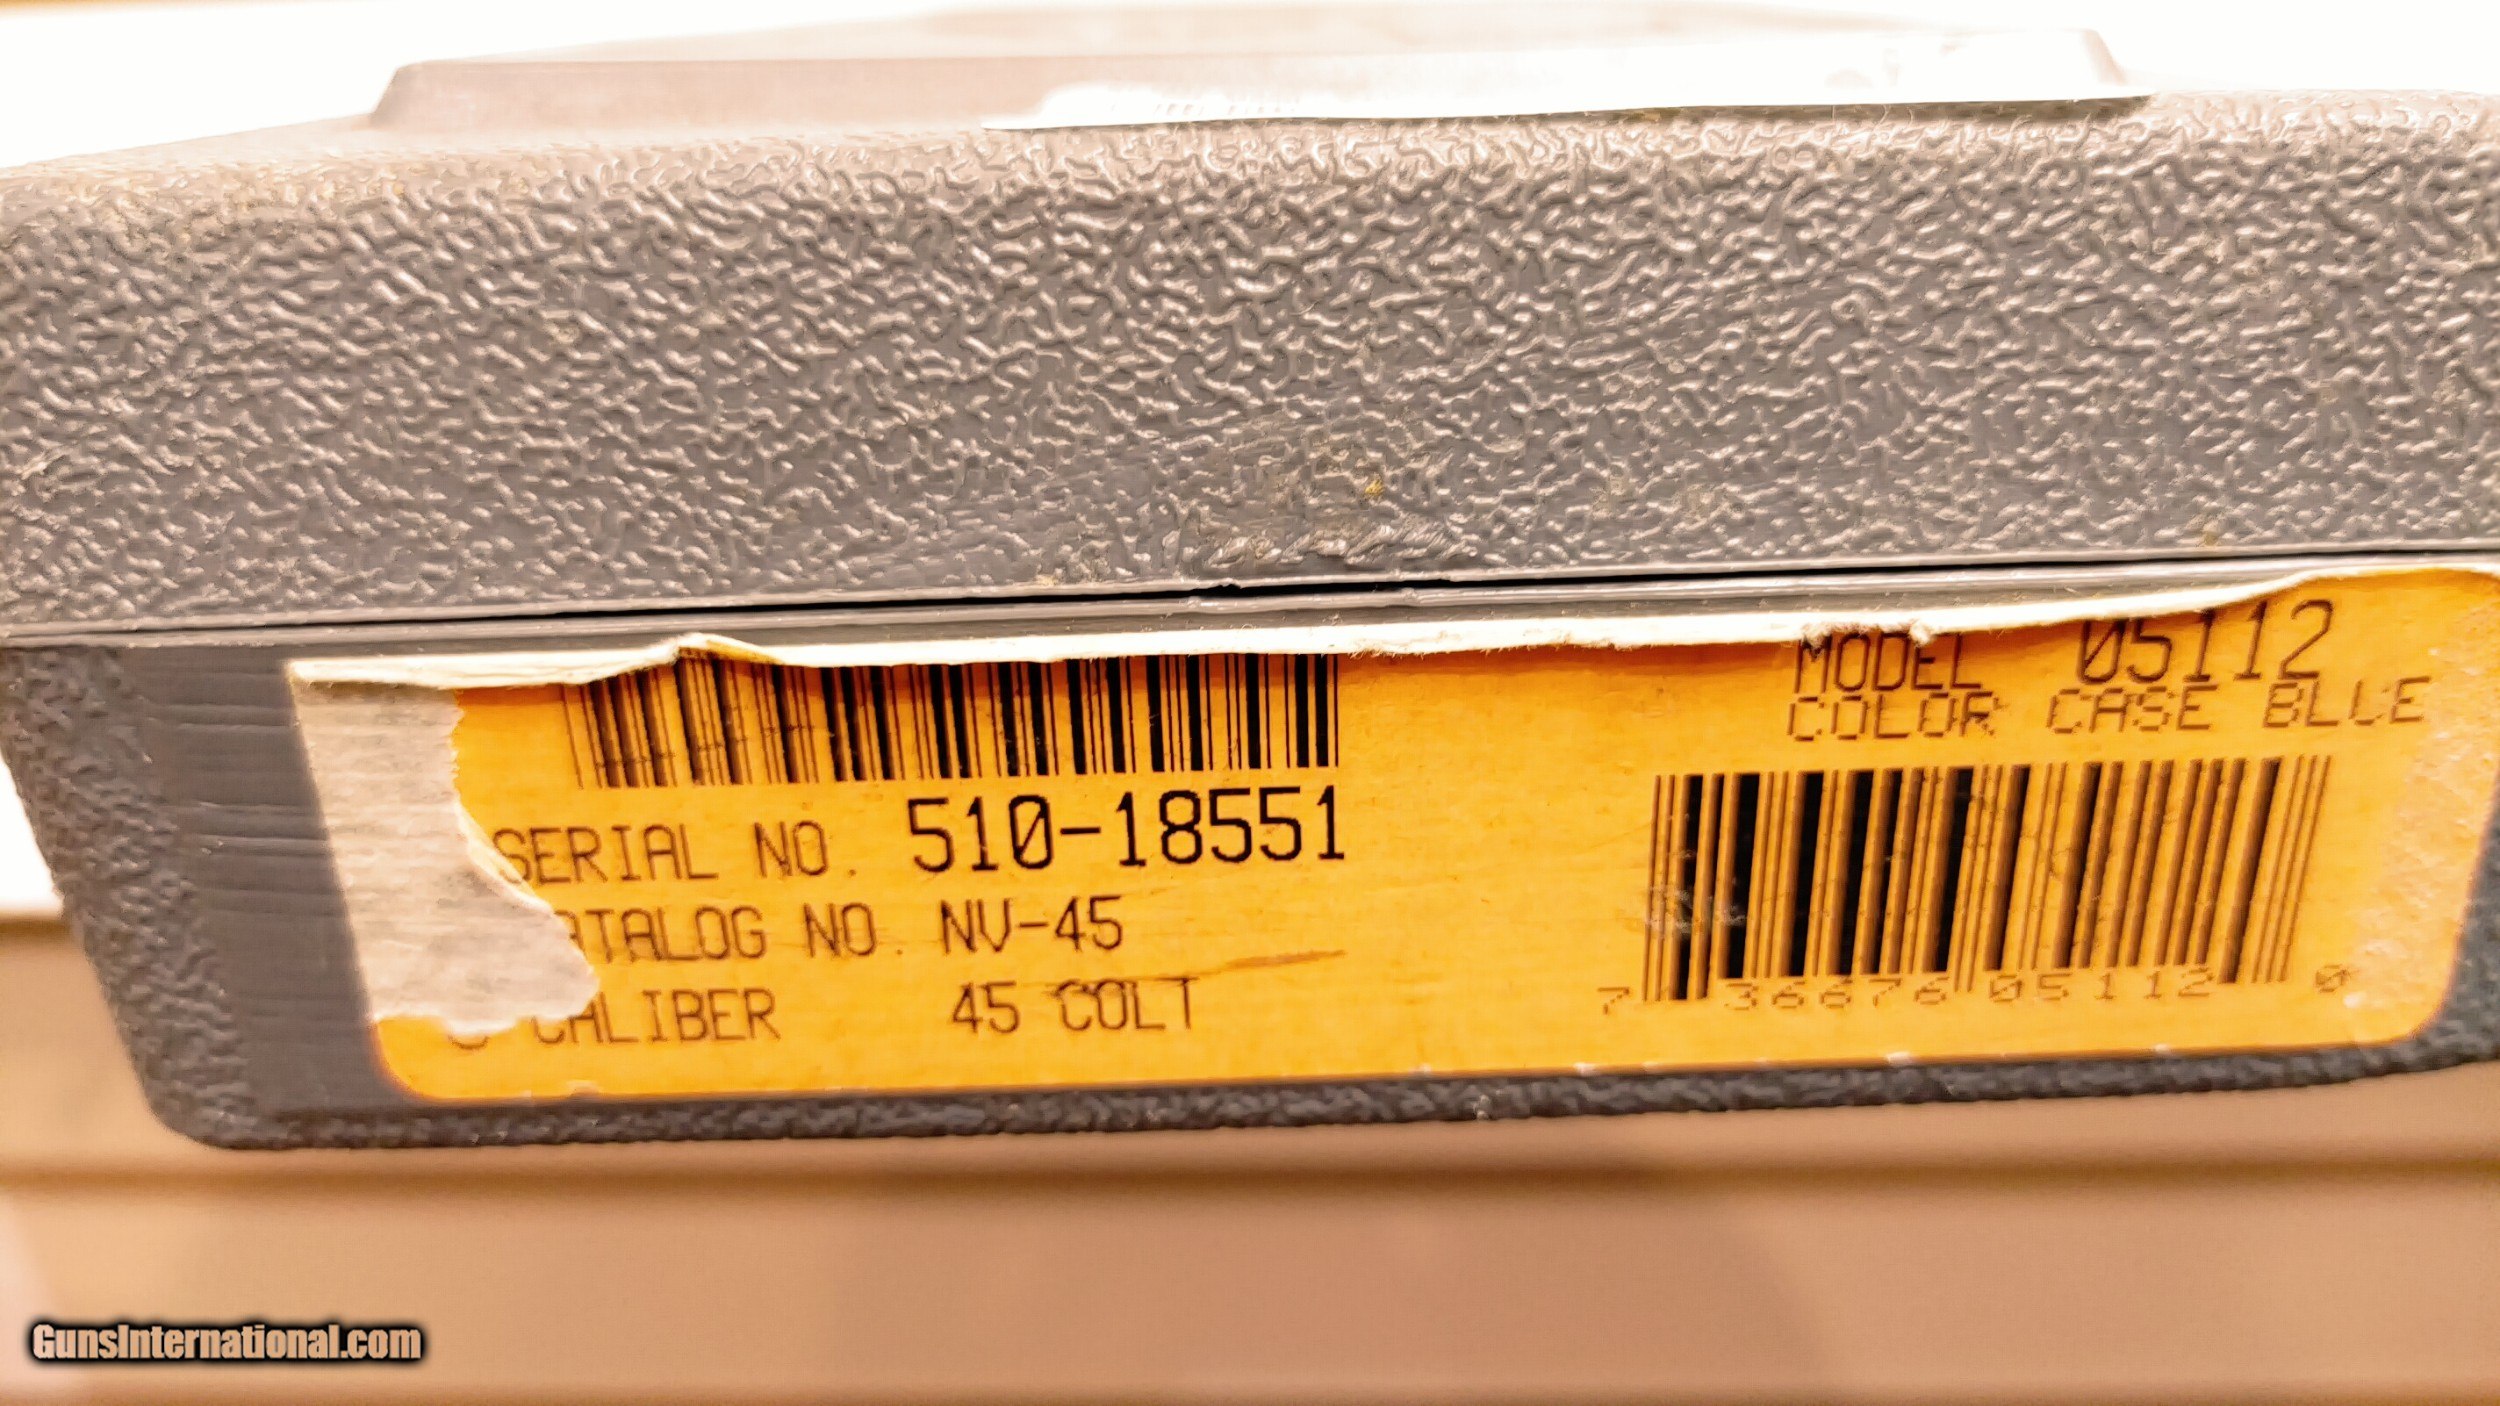 MODEL 05112
COLOR CASE BLUE
SERIAL NO. 510-18551
CATALOG NO. NV-45
CALIBER 45 COLT
7 36676 05112 0
GunsInternational.com